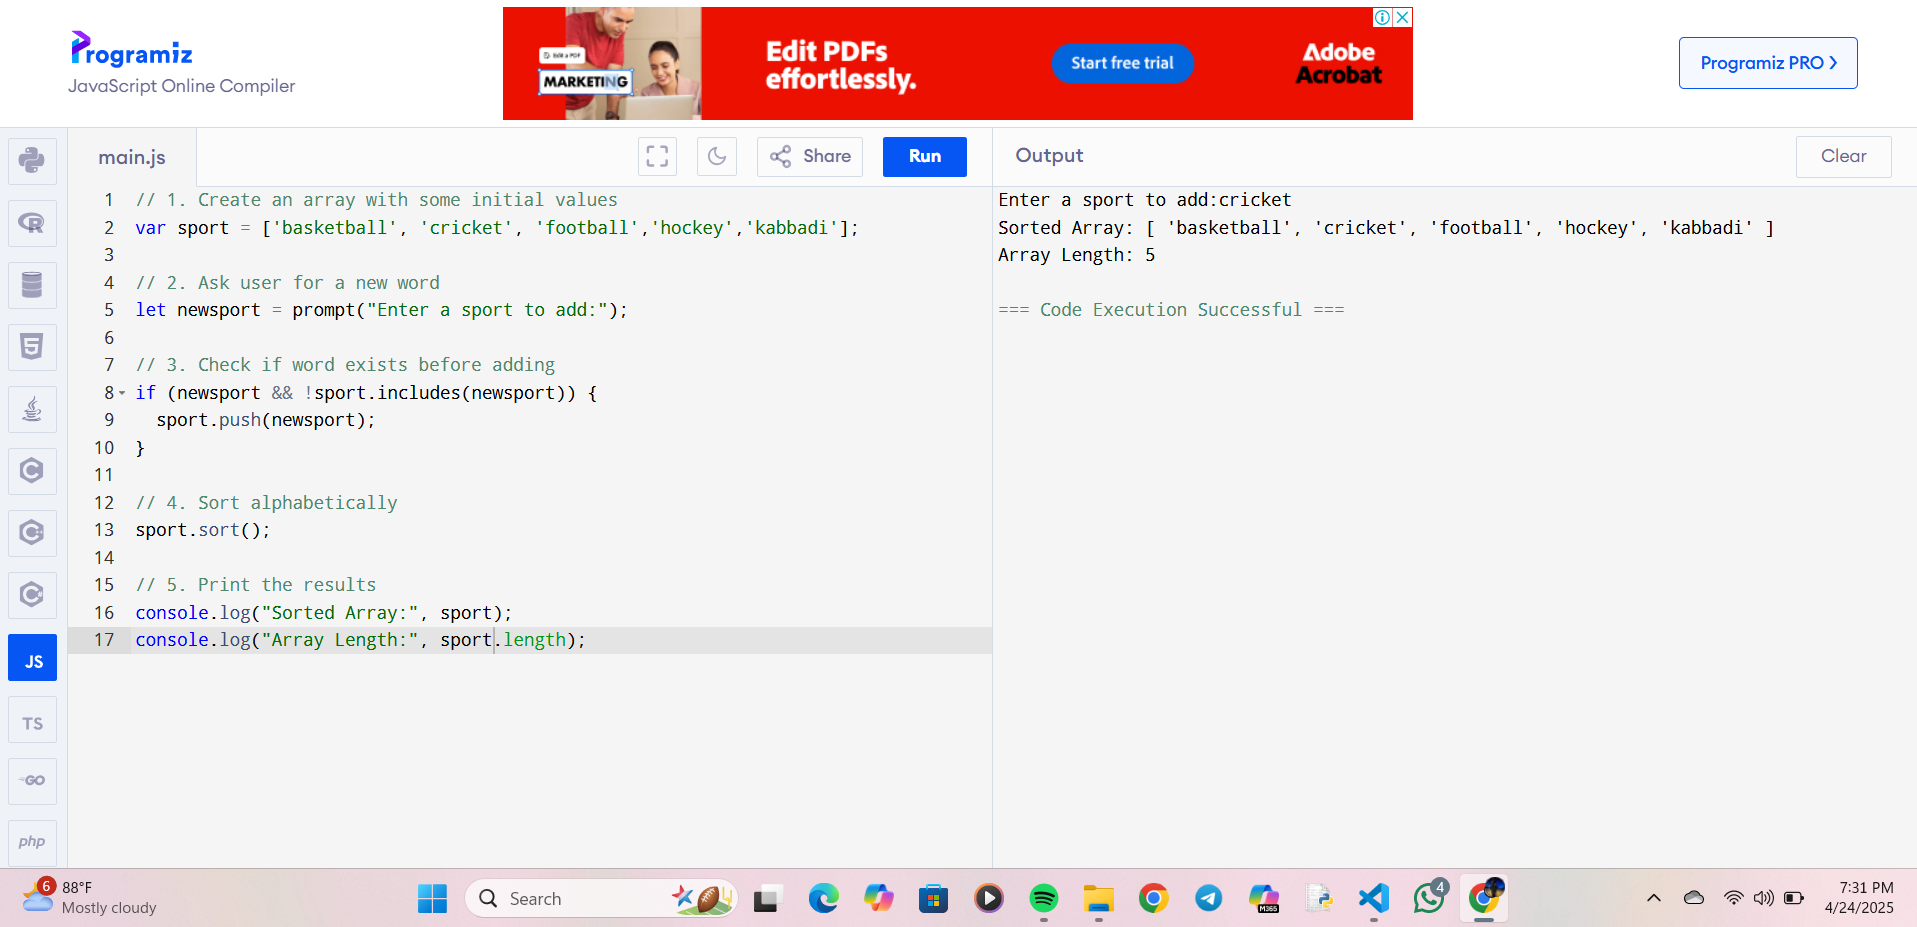 Programiz
JavaScript Online Compiler
Edit a PDF
MARKETING
Edit PDFs
effortlessly.
Start free trial
Adobe
Acrobat
Programiz PRO >
main.js
Share
Run
Output
Clear
1 // 1. Create an array with some initial values
2 var sport = ['basketball', 'cricket', 'football','hockey','kabbadi'];
3
4 // 2. Ask user for a new word
5 let newsport = prompt("Enter a sport to add:");
6
7 // 3. Check if word exists before adding
8 if (newsport && !sport.includes(newsport)) {
9 sport.push(newsport);
10 }
11
12 // 4. Sort alphabetically
13 sport.sort();
14
15 // 5. Print the results
16 console.log("Sorted Array:", sport);
17 console.log("Array Length:", sport.length);
Enter a sport to add:cricket
Sorted Array: [ 'basketball', 'cricket', 'football', 'hockey', 'kabbadi' ]
Array Length: 5
=== Code Execution Successful ===
R
5
C
C
C
JS
TS
GO
php
6
88°F
Mostly cloudy
Search
M365
4
7:31 PM
4/24/2025